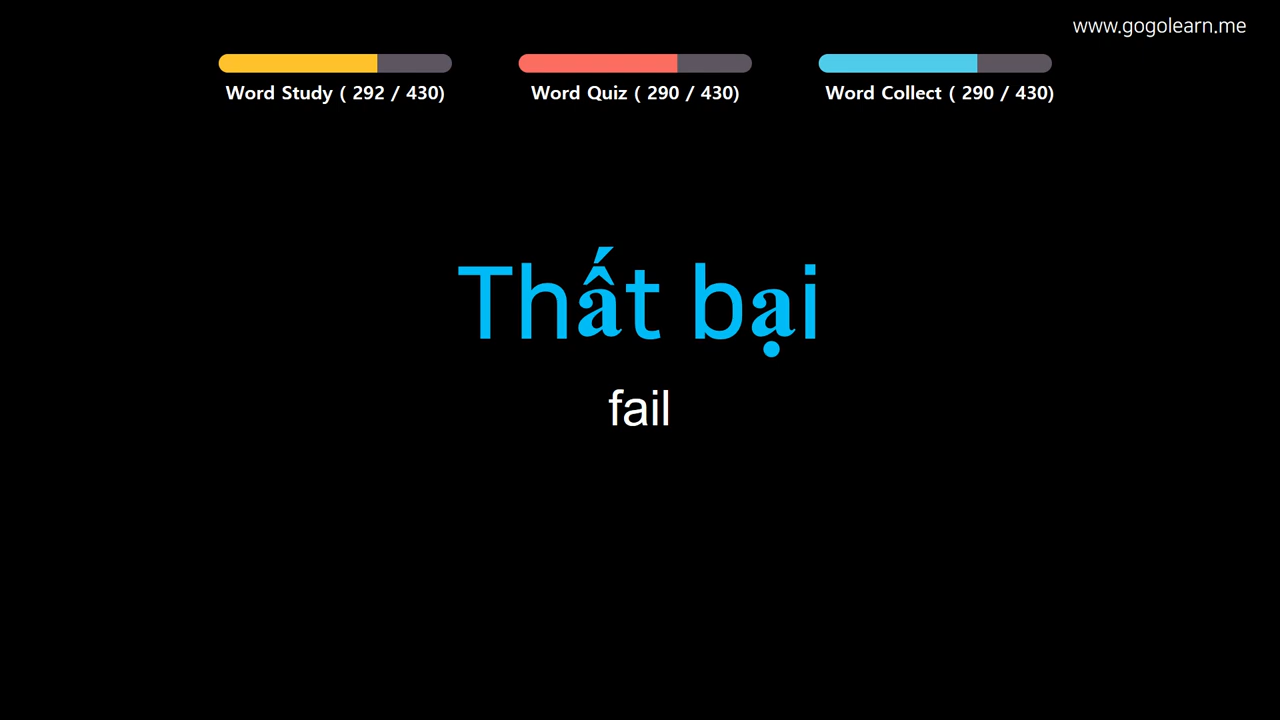 www.gogolearn.me
Word Study ( 292 / 430)
Word Quiz ( 290 / 430)
Word Collect ( 290 / 430)
Thất bại
fail